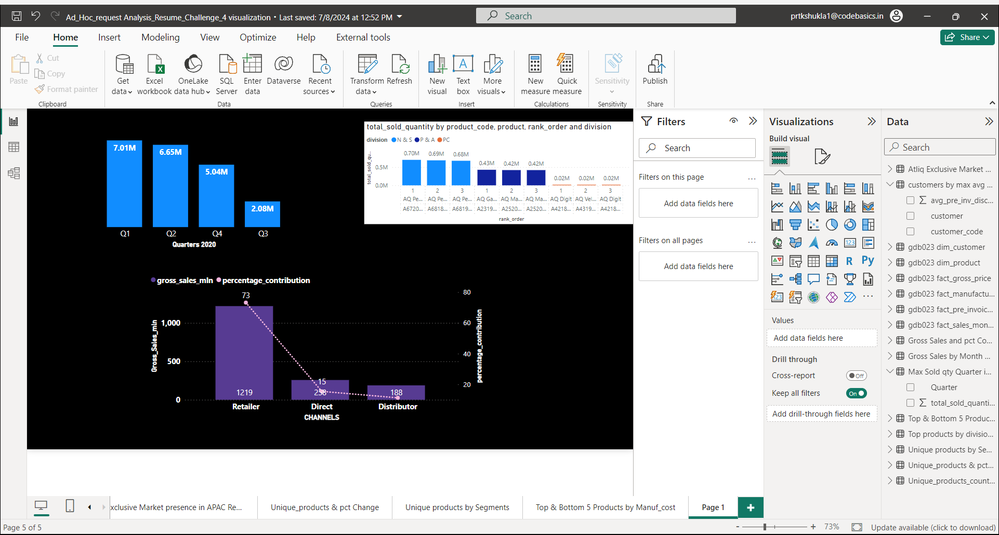 Ad_Hoc_request Analysis_Resume_Challenge_4 visualization • Last saved: 7/8/2024 at 12:52 PM
Search
prtkshukla1@codebasics.in
File Home Insert Modeling View Optimize Help External tools
Share
Paste
Cut
Copy
Format painter
Clipboard
Get data
Excel workbook
OneLake data hub
SQL Server
Enter data
Dataverse
Recent sources
Data
Transform data
Refresh
Queries
New visual
Text box
More visuals
Insert
New measure
Quick measure
Calculations
Sensitivity
Sensitivity
Publish
Share
7.01M
6.65M
5.04M
2.08M
Q1 Q2 Q4 Q3
Quarters 2020
total_sold_quantity by product_code, product, rank_order and division
division N & S P & A PC
total_sold_qu...
0.5M
0.0M
0.70M 0.69M 0.68M 0.43M 0.42M 0.42M 0.02M 0.02M 0.02M
1 2 3 1 2 3 1 2 3
AQ Pe... AQ Pe... AQ Pe... AQ Ga... AQ Ma... AQ Ma... AQ Digit AQ Vel... AQ Digit
A6720... A6818... A6819... A2319... A2520... A2520... A4218... A4319... A4218...
rank_order
gross_sales_mln percentage_contribution
Gross_Sales_mln
1,000
500
0
73
15
1219
258
188
80
60
40
20
percentage_contribution
Retailer Direct Distributor
CHANNELS
Filters
Search
Filters on this page
...
Add data fields here
Filters on all pages
...
Add data fields here
Visualizations
Build visual
123
R
Py
123
...
Values
Add data fields here
Drill through
Cross-report
Off
Keep all filters
On
Add drill-through fields here
Data
Search
Atliq Exclusive Market ...
customers by max avg ...
avg_pre_inv_disc...
customer
customer_code
gdb023 dim_customer
gdb023 dim_product
gdb023 fact_gross_price
gdb023 fact_manufactu...
gdb023 fact_pre_invoic...
gdb023 fact_sales_mon...
Gross Sales and pct Co...
Gross Sales by Month ...
Max Sold qty Quarter i...
Quarter
total_sold_quanti...
Top & Bottom 5 Produc...
Top products by divisio...
Unique products by Se...
Unique_products & pct...
Unique_products_count...
xclusive Market presence in APAC Re...
Unique_products & pct Change
Unique products by Segments
Top & Bottom 5 Products by Manuf_cost
Page 1
Page 5 of 5
- + 73%
Update available (click to download)